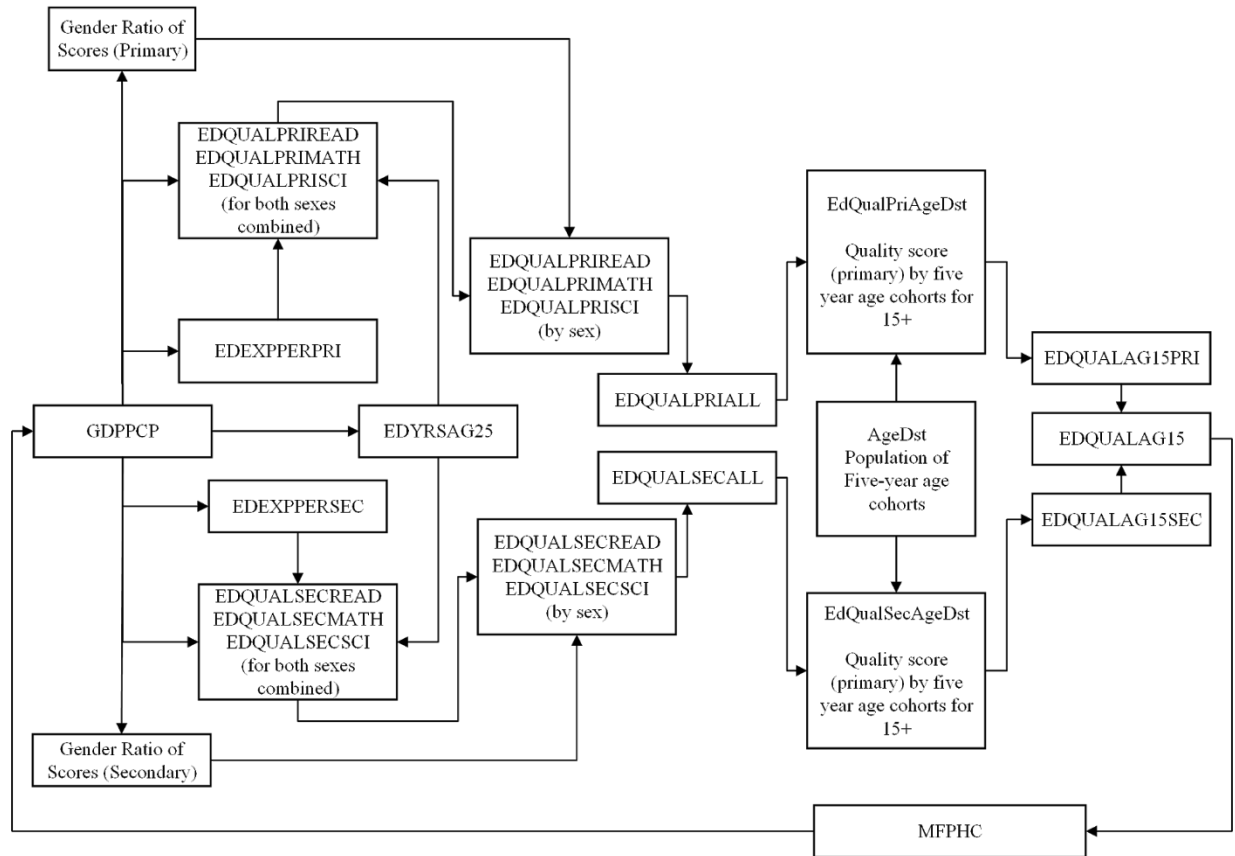 Gender Ratio of
Scores (Primary)
EDQUALPRIREAD
EDQUALPRIMATH
EDQUALPRISCI
(for both sexes
combined)
EDEXPPERPRI
GDPPCP
EDYRSAG25
EDEXPPERSEC
EDQUALSECREAD
EDQUALSECMATH
EDQUALSECSCI
(for both sexes
combined)
Gender Ratio of
Scores (Secondary)
EDQUALPRIREAD
EDQUALPRIMATH
EDQUALPRISCI
(by sex)
EDQUALPRIALL
EDQUALSECALL
EDQUALSECREAD
EDQUALSECMATH
EDQUALSECSCI
(by sex)
EdQualPriAgeDst
Quality score
(primary) by five
year age cohorts for
15+
AgeDst
Population of
Five-year age
cohorts
EdQualSecAgeDst
Quality score
(primary) by five
year age cohorts for
15+
EDQUALAG15PRI
EDQUALAG15
EDQUALAG15SEC
MFPHC